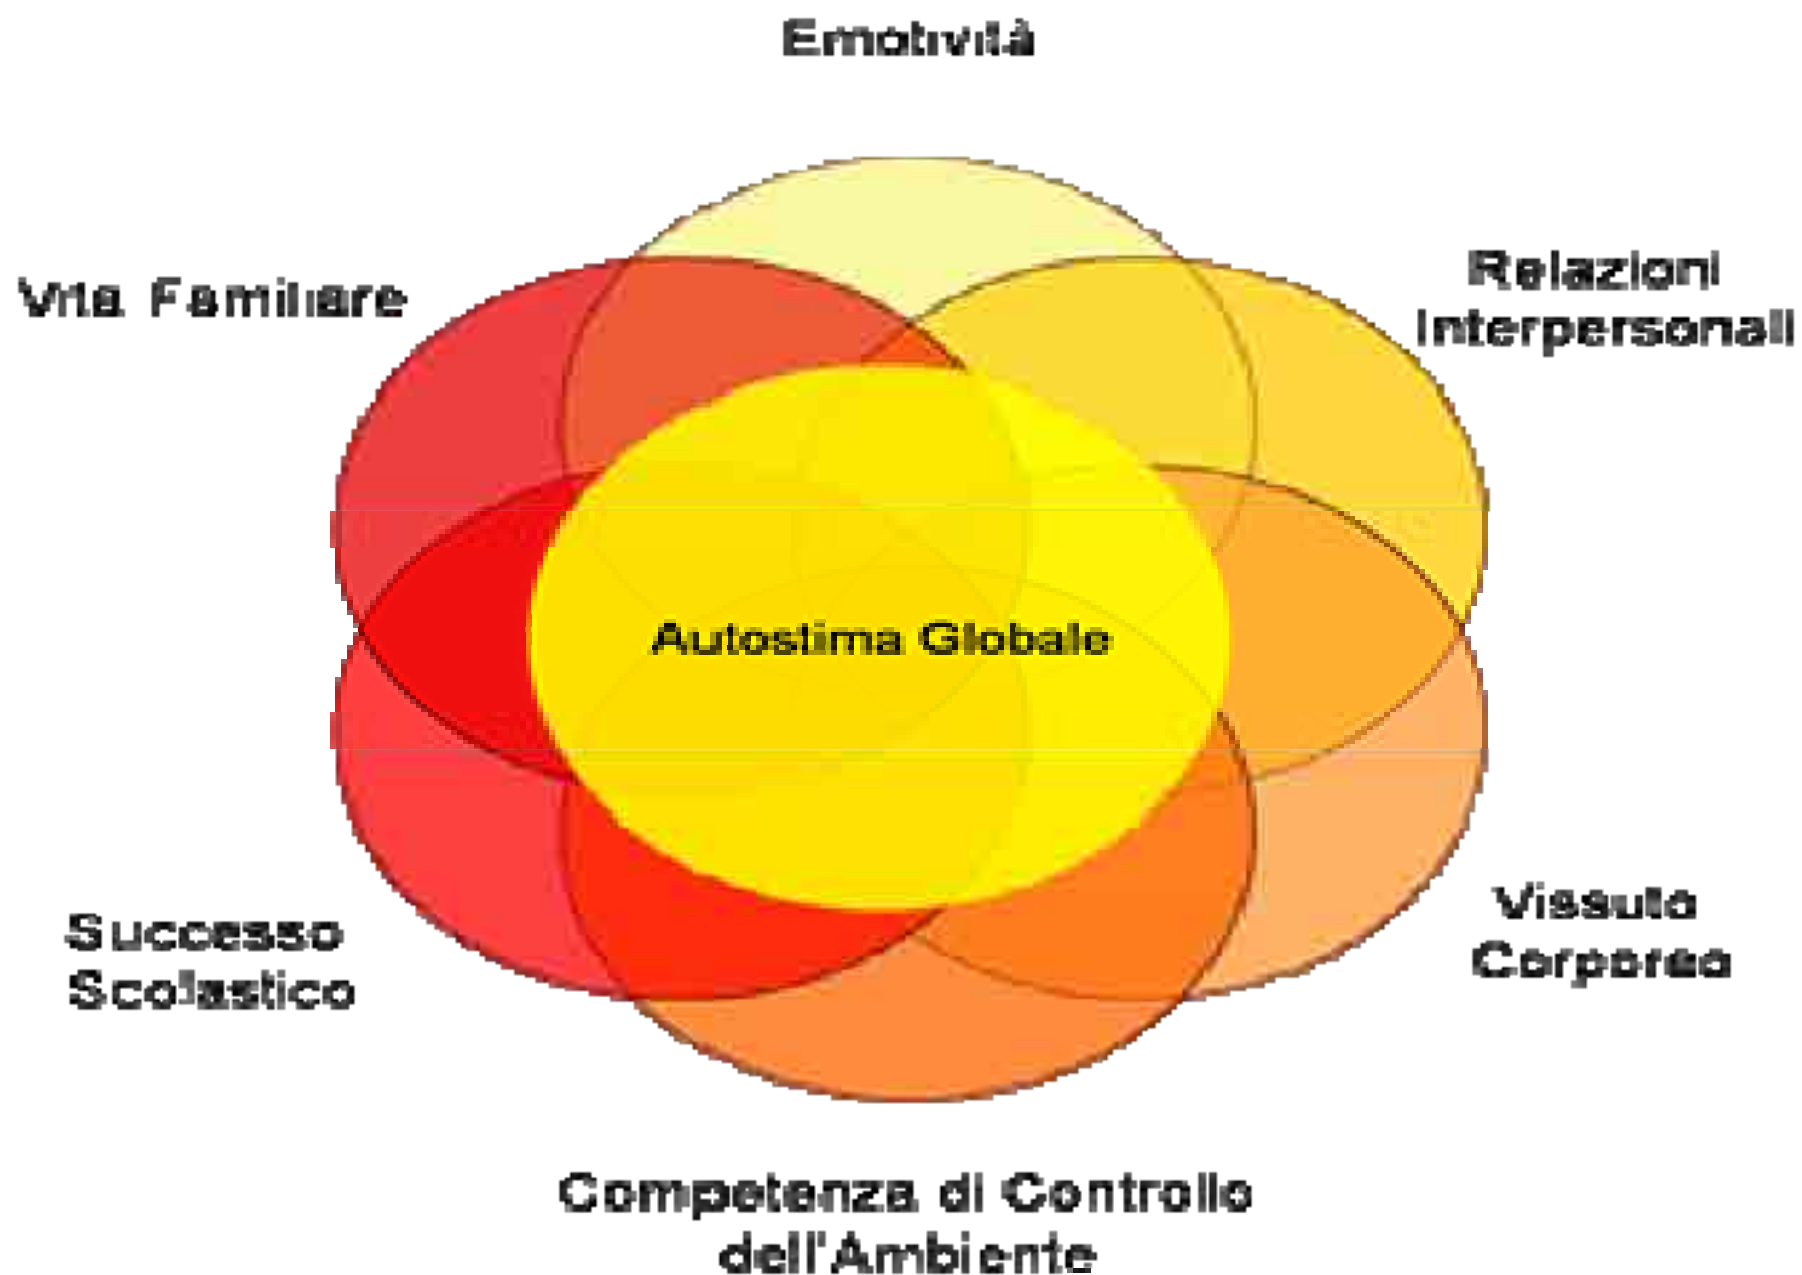 Emotività
Vita Familiare
Relazioni
Interpersonali
Autostima Globale
Successo
Scolastico
Vissuto
Corporeo
Competenza di Controllo
dell'Ambiente